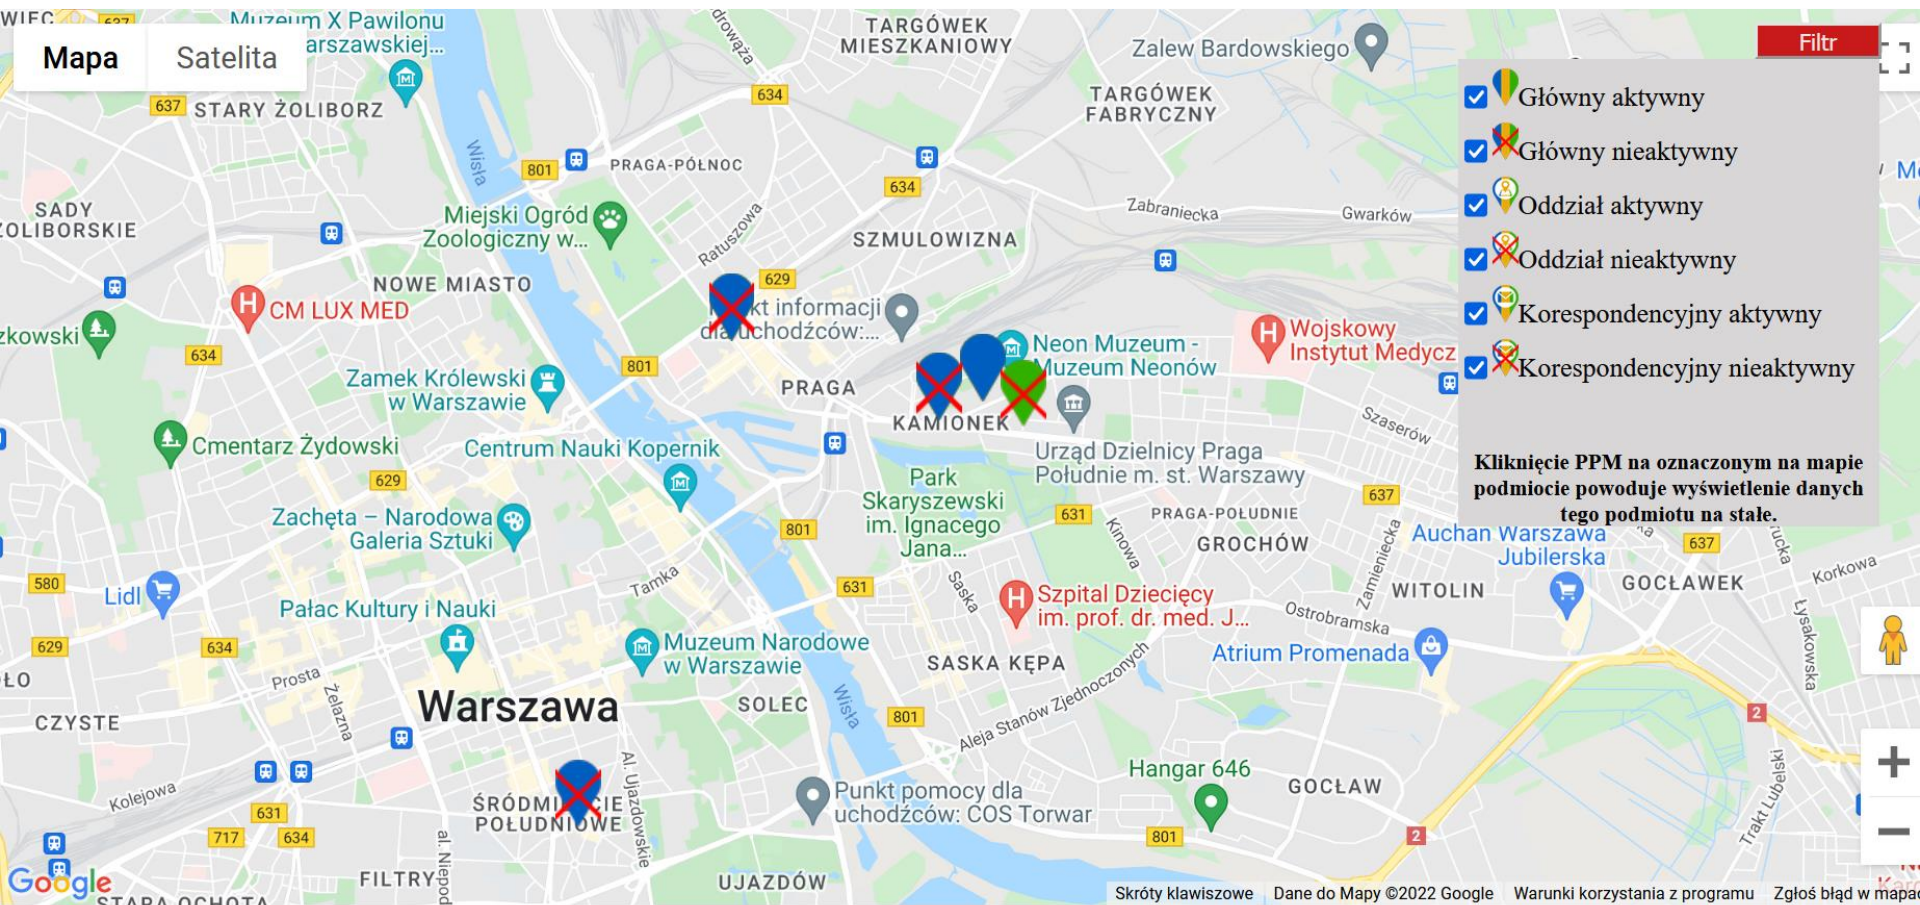 637
Muzeum X Pawilonu
TARGÓWEK
MIESZKANIOWY
Zalew Bardowskiego
Filtr
Mapa
Satelita
637
STARY ŻOLIBORZ
634
TARGÓWEK
FABRYCZNY
Główny aktywny
Główny nieaktywny
Oddział aktywny
Oddział nieaktywny
Korespondencyjny aktywny
Korespondencyjny nieaktywny
Kliknięcie PPM na oznaczonym na mapie
podmiocie powoduje wyświetlenie danych
tego podmiotu na stałe.
Wisła
801
PRAGA-PÓŁNOC
634
SADY
Miejski Ogród
Zoologiczny w...
Ratuszowa
SZMULOWIZNA
Zabraniecka
Gwarków
NOWE MIASTO
629
CM LUX MED
informacji
634
801
Neon Muzeum -
Muzeum Neonów
Wojskowy
Instytut Medycz
Zamek Królewski
w Warszawie
PRAGA
KAMIONEK
Szaserów
Cmentarz Żydowski
Centrum Nauki Kopernik
Urząd Dzielnicy Praga
Południe m. st. Warszawy
629
Park
Skaryszewski
im. Ignacego
Jana...
637
Zachęta – Narodowa
Galeria Sztuki
801
631
Kinowa
PRAGA-POŁUDNIE
GROCHÓW
Zamieniecka
Auchan Warszawa
Jubilerska
637
580
Lidl
Tamka
631
Saska
WITOLIN
GOCŁAWEK
Korkowa
Pałac Kultury i Nauki
Szpital Dziecięcy
im. prof. dr. med. J...
Ostrobramska
Łysakowska
629
634
Muzeum Narodowe
w Warszawie
SASKA KĘPA
Atrium Promenada
Prosta
Żelazna
Warszawa
SOLEC
Wisła
801
Aleja Stanów Zjednoczonych
2
CZYSTE
Al. Ujazdowskie
Hangar 646
GOCŁAW
Kolejowa
Punkt pomocy dla
uchodźców: COS Torwar
POŁUDNIOWE
631
717
634
al. Niepod
801
2
Trakt Lubelski
Google
FILTRY
UJAZDÓW
STARA OCHOTA
Skróty klawiszowe
Dane do Mapy ©2022 Google
Warunki korzystania z programu
Zgłoś błąd w mapac